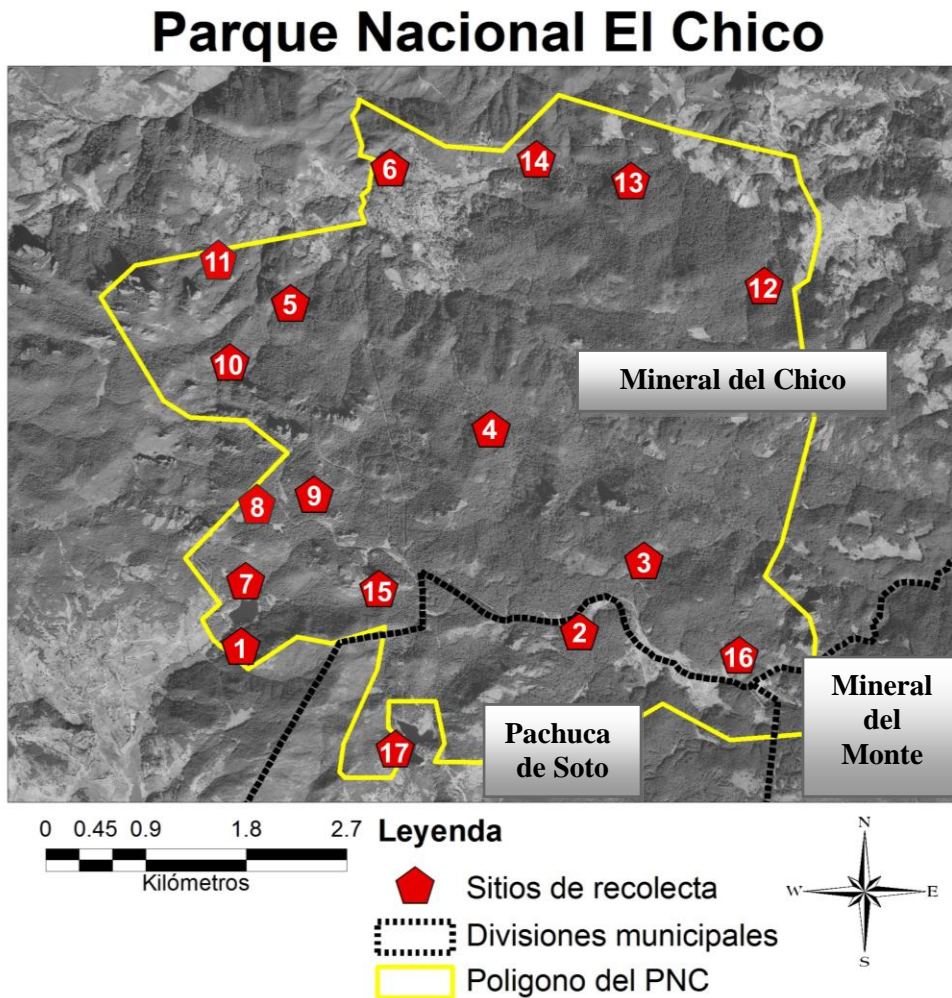 Parque Nacional El Chico
14
6
13
11
12
5
10
Mineral del Chico
4
9
8
3
7
15
2
1
16
Mineral
del
Monte
Pachuca
de Soto
17
0 0.45 0.9 1.8 2.7
Kilómetros
Leyenda
Sitios de recolecta
Divisiones municipales
Poligono del PNC
N
W E
S